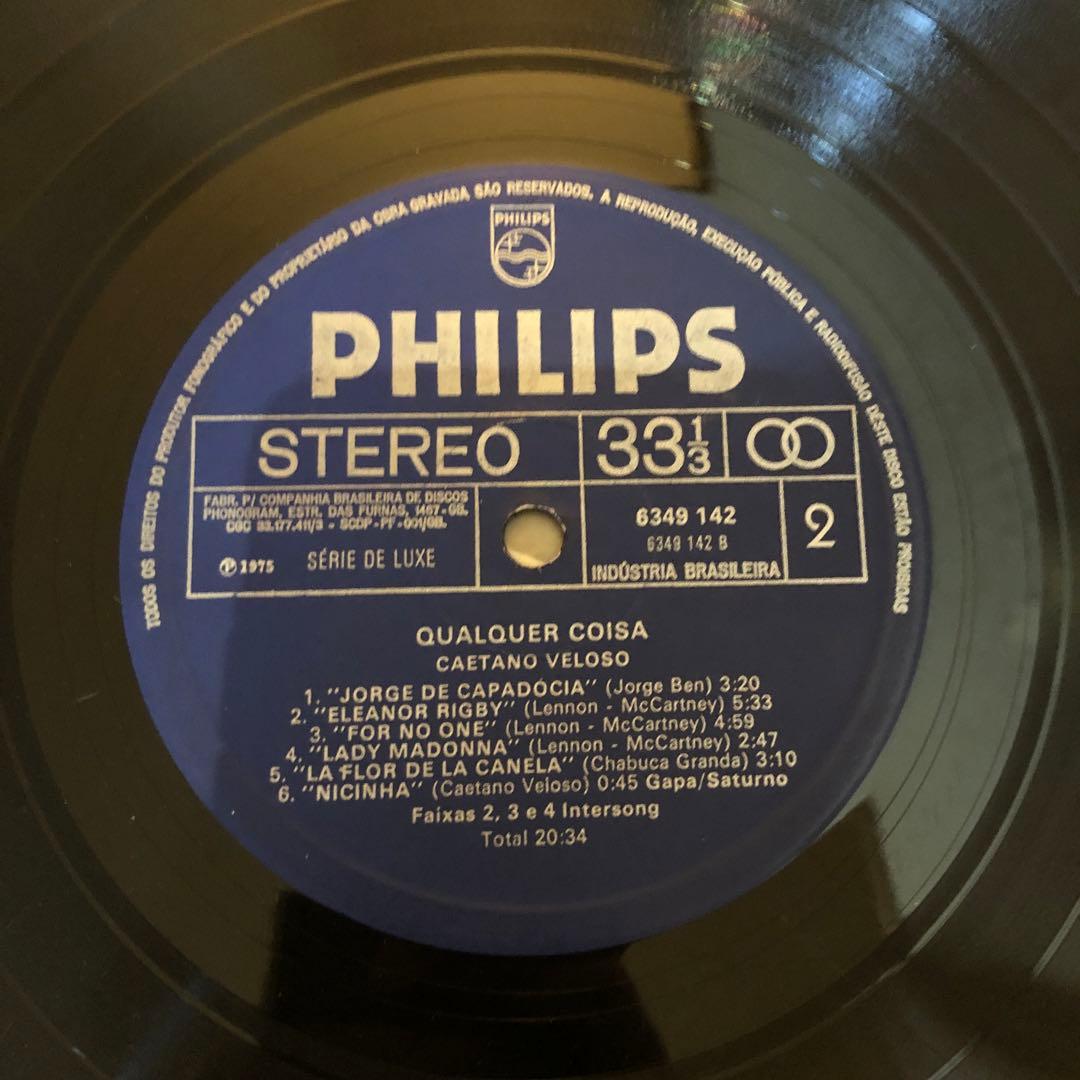 TODOS OS DIREITOS DO PRODUTOR FONOGRÁFICO E DO PROPRIETÁRIO DA OBRA GRAVADA SÃO RESERVADOS. A REPRODUÇÃO, EXECUÇÃO PÚBLICA E RADIODIFUSÃO DÊSTE DISCO ESTÃO PROIBIDAS
PHILIPS
PHILIPS
STEREO
33 1/3
FABR. P/ COMPANHIA BRASILEIRA DE DISCOS
PHONOGRAM, ESTR. DAS FURNAS, 1467-GB.
CGC 33.177.411/3 - SCDP-PF-001/GB.
Ⓟ 1975 SÉRIE DE LUXE
6349 142
6349 142 B
INDÚSTRIA BRASILEIRA
2
QUALQUER COISA
CAETANO VELOSO
1. "JORGE DE CAPADÓCIA" (Jorge Ben) 3:20
2. "ELEANOR RIGBY" (Lennon - McCartney) 5:33
3. "FOR NO ONE" (Lennon - McCartney) 4:59
4. "LADY MADONNA" (Lennon - McCartney) 2:47
5. "LA FLOR DE LA CANELA" (Chabuca Granda) 3:10
6. "NICINHA" (Caetano Veloso) 0:45 Gapa/Saturno
Faixas 2, 3 e 4 Intersong
Total 20:34